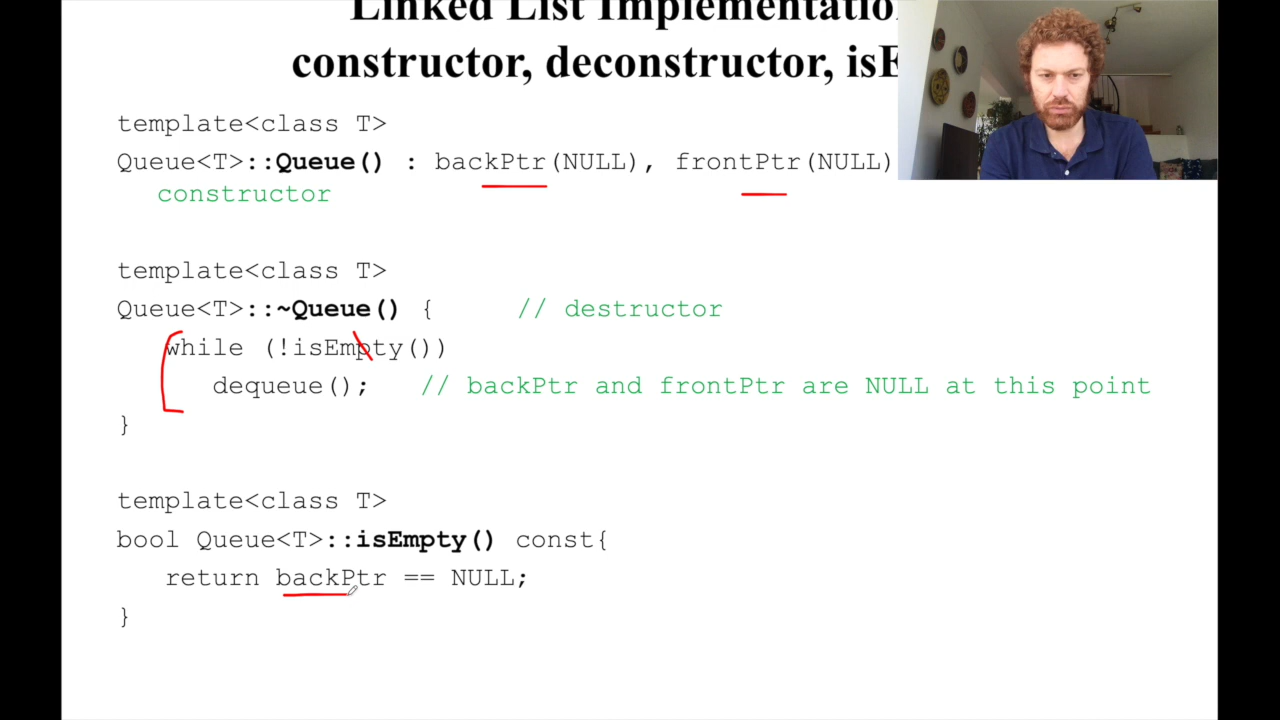 Linked List Implementation
constructor, deconstructor, isE
template<class T>
Queue<T>::Queue() : backPtr(NULL), frontPtr(NULL)
constructor
template<class T>
Queue<T>::~Queue() { // destructor
while (!isEmpty())
dequeue(); // backPtr and frontPtr are NULL at this point
}
template<class T>
bool Queue<T>::isEmpty() const{
return backPtr == NULL;
}